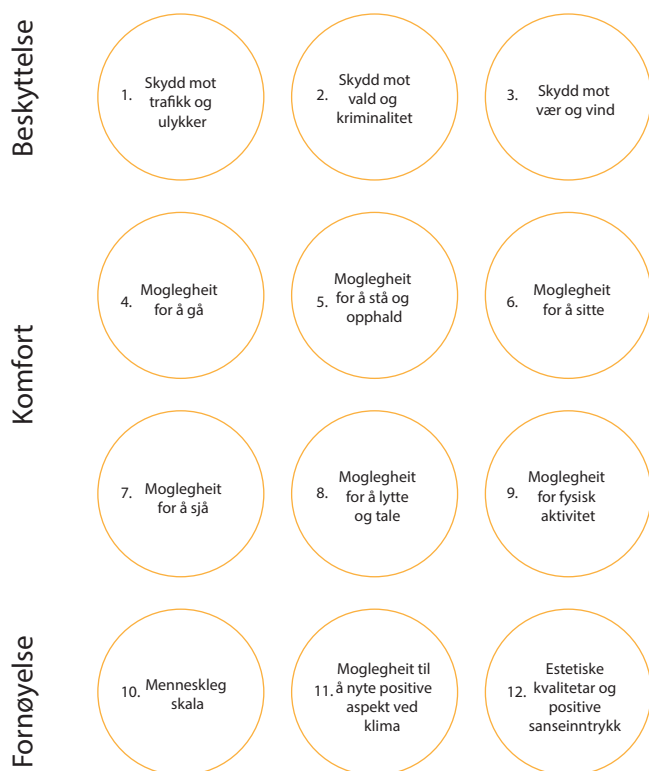 Beskyttelse
1. Skydd mot
trafikk og
ulykker
2. Skydd mot
vald og
kriminalitet
3. Skydd mot
vær og vind
Komfort
4. Moglegheit
for å gå
5. Moglegheit
for å stå og
opphald
6. Moglegheit
for å sitte
7. Moglegheit
for å sjå
8. Moglegheit
for å lytte
og tale
9. Moglegheit
for fysisk
aktivitet
Fornøyelse
10. Menneskleg
skala
11. Moglegheit til
å nyte positive
aspekt ved
klima
12. Estetiske
kvalitetar og
positive
sanseinntrykk